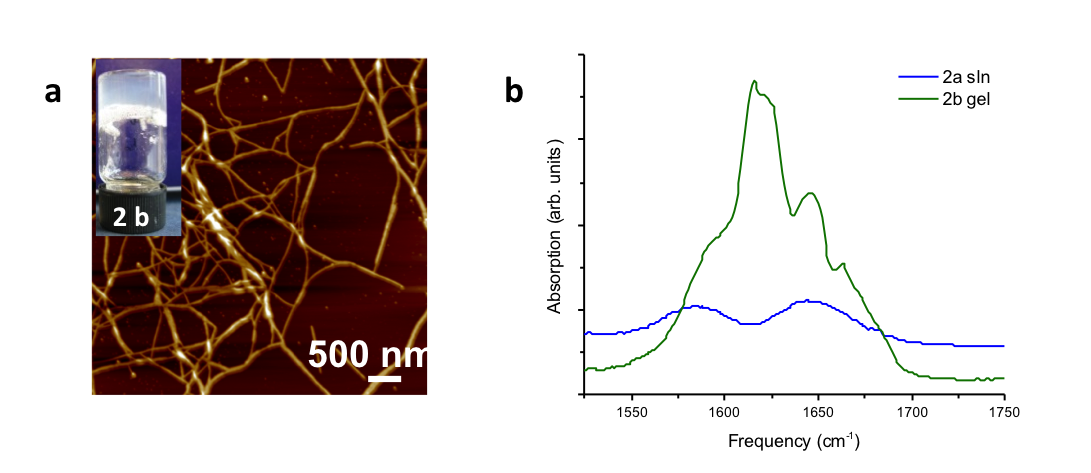 a
2 b
500 nm
b
2a sln
2b gel
Absorption (arb. units)
1550
1600
1650
1700
1750
Frequency (cm⁻¹)